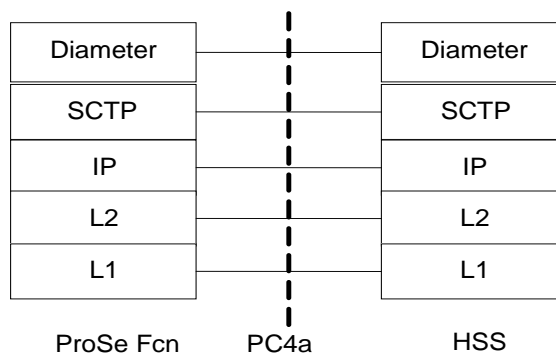 Diameter Diameter
SCTP SCTP
IP IP
L2 L2
L1 L1
ProSe Fcn PC4a HSS